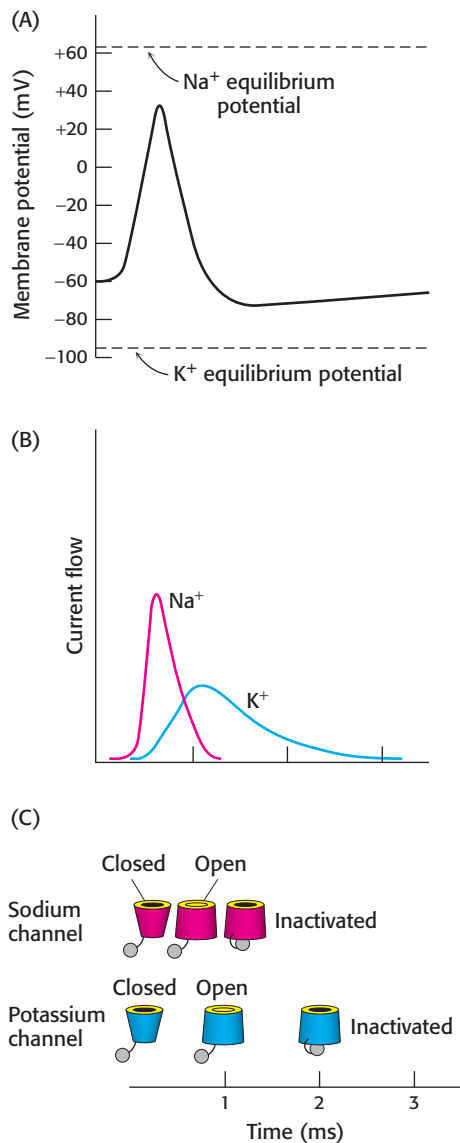 (A)
Membrane potential (mV)
+60
+40
+20
0
−20
−40
−60
−80
−100
Na⁺ equilibrium
potential
K⁺ equilibrium potential
(B)
Current flow
Na⁺
K⁺
(C)
Closed Open
Sodium
channel
Inactivated
Closed Open
Potassium
channel
Inactivated
1 2 3
Time (ms)